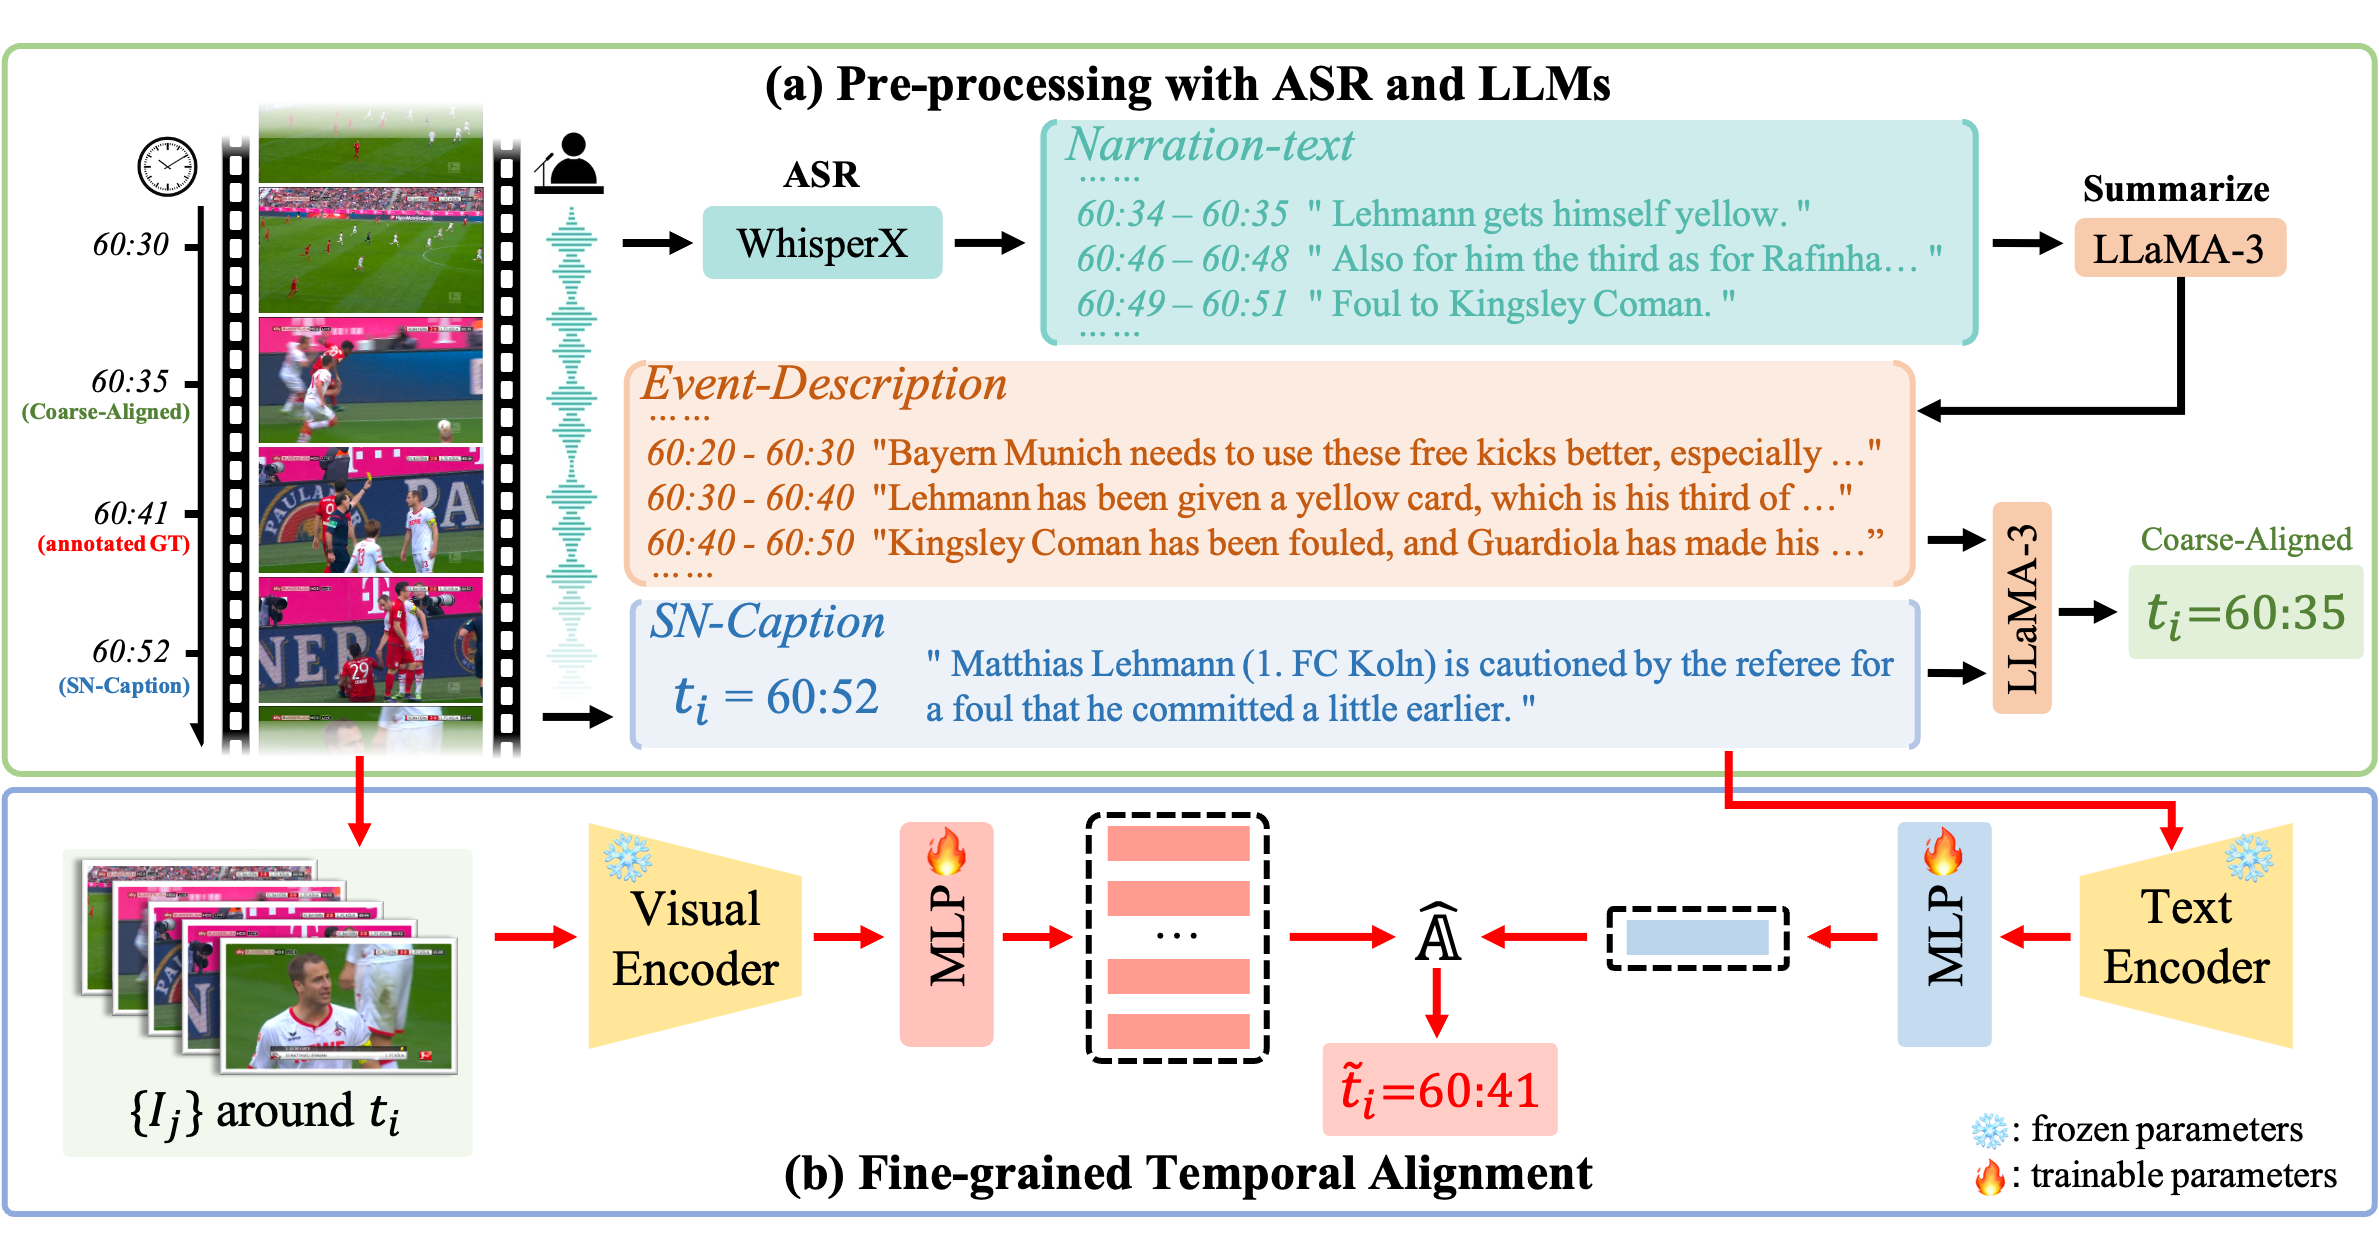 (a) Pre-processing with ASR and LLMs
60:30
60:35
(Coarse-Aligned)
60:41
(annotated GT)
60:52
(SN-Caption)
ASR
WhisperX
Narration-text
... ...
60:34 – 60:35 " Lehmann gets himself yellow. "
60:46 – 60:48 " Also for him the third as for Rafinha… "
60:49 – 60:51 " Foul to Kingsley Coman. "
... ...
Summarize
LLaMA-3
Event-Description
... ...
60:20 - 60:30 "Bayern Munich needs to use these free kicks better, especially …"
60:30 - 60:40 "Lehmann has been given a yellow card, which is his third of …"
60:40 - 60:50 "Kingsley Coman has been fouled, and Guardiola has made his …”
... ...
SN-Caption
t_i = 60:52
" Matthias Lehmann (1. FC Koln) is cautioned by the referee for
a foul that he committed a little earlier. "
LLaMA-3
Coarse-Aligned
t_i=60:35
PAULANER
PA
NER
29
{I_j} around t_i
Visual
Encoder
MLP
...
Â
t̃_i=60:41
MLP
Text
Encoder
: frozen parameters
: trainable parameters
(b) Fine-grained Temporal Alignment